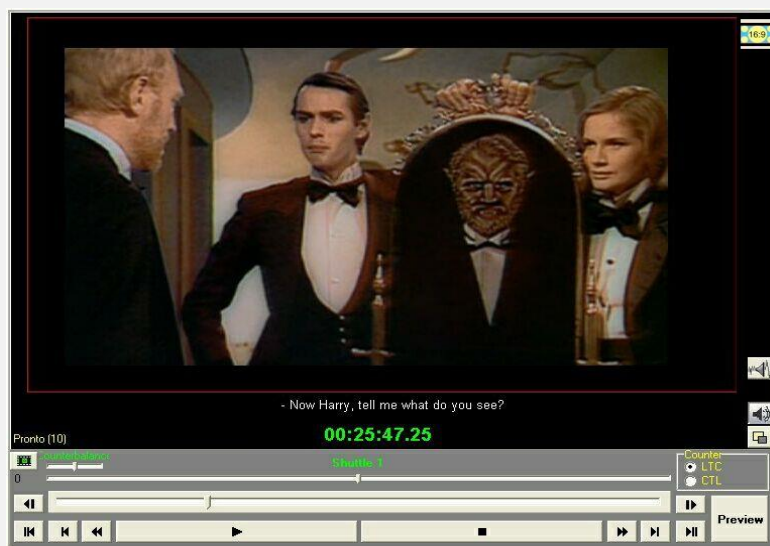 16:9
- Now Harry, tell me what do you see?
Pronto (10)
00:25:47.25
Counterbalance
Shuttle 1
0
Counter
LTC
CTL
Preview